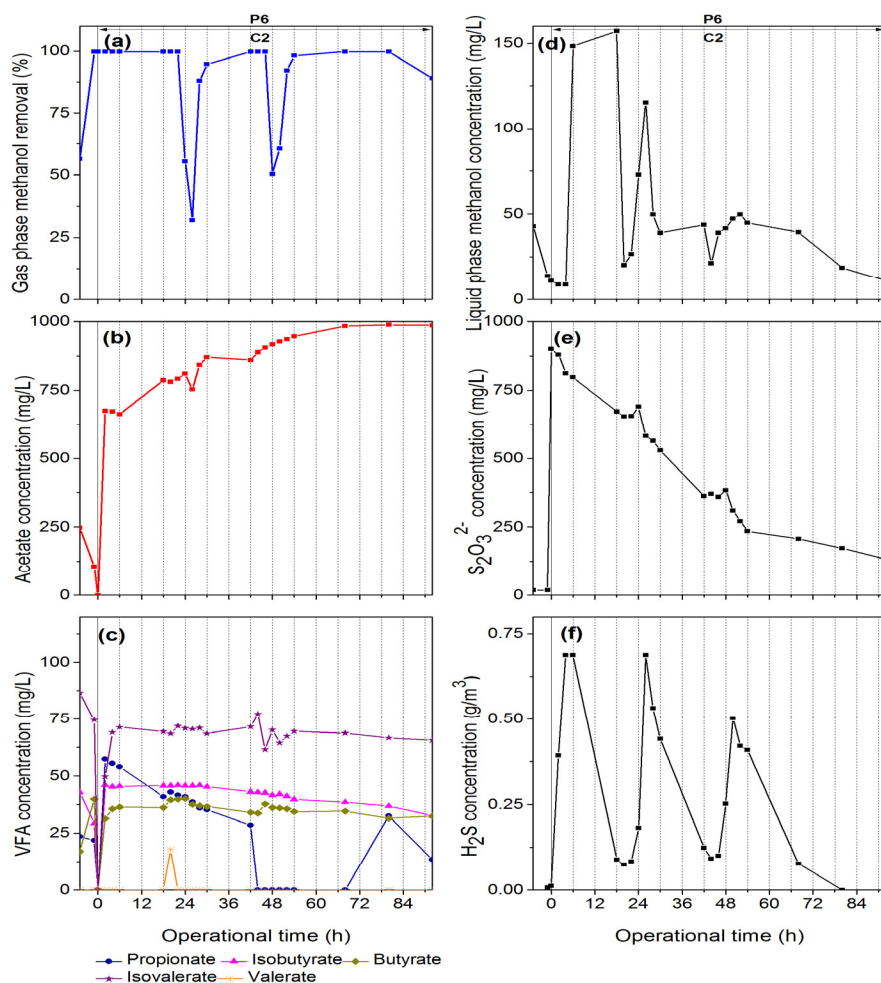 P6
C2
(a)
Gas phase methanol removal (%)
100
75
50
25
0
(b)
Acetate concentration (mg/L)
1000
750
500
250
0
(c)
VFA concentration (mg/L)
100
75
50
25
0
0 12 24 36 48 60 72 84
Operational time (h)
Propionate Isobutyrate Butyrate
Isovalerate Valerate
P6
C2
(d)
Liquid phase methanol concentration (mg/L)
150
100
50
0
(e)
S₂O₃²⁻ concentration (mg/L)
750
500
250
0
(f)
H₂S concentration (g/m³)
0.75
0.50
0.25
0.00
0 12 24 36 48 60 72 84
Operational time (h)